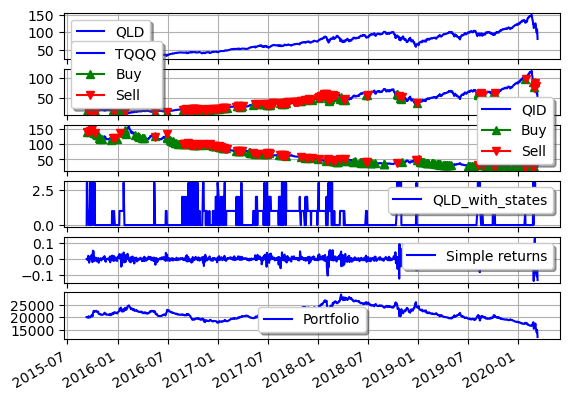 150
100
50
QLD
TQQQ
Buy
Sell
100
50
QID
Buy
Sell
150
100
50
2.5
0.0
QLD_with_states
0.1
0.0
−0.1
Simple returns
25000
20000
15000
Portfolio
2015-07
2016-01
2016-07
2017-01
2017-07
2018-01
2018-07
2019-01
2019-07
2020-01